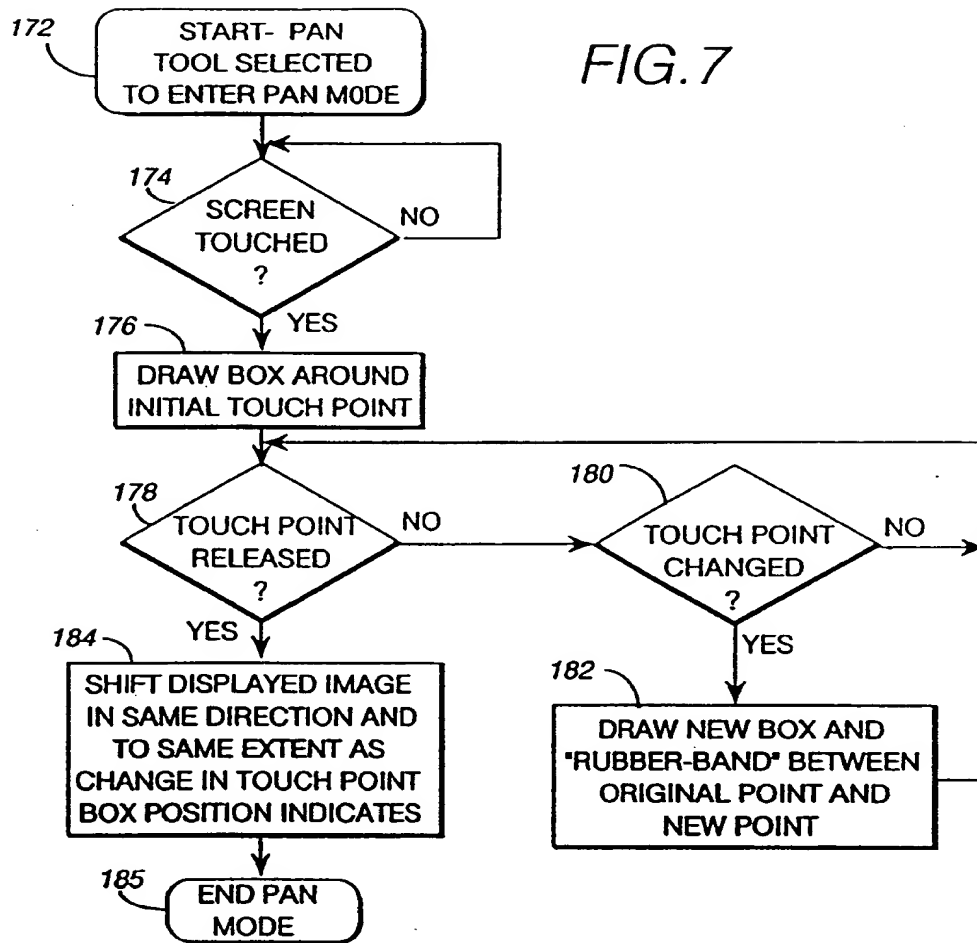 FIG.7
172
START- PAN
TOOL SELECTED
TO ENTER PAN MODE
174
SCREEN
TOUCHED
?
NO
YES
176
DRAW BOX AROUND
INITIAL TOUCH POINT
178
TOUCH POINT
RELEASED
?
NO
YES
180
TOUCH POINT
CHANGED
?
NO
YES
182
DRAW NEW BOX AND
"RUBBER-BAND" BETWEEN
ORIGINAL POINT AND
NEW POINT
184
SHIFT DISPLAYED IMAGE
IN SAME DIRECTION AND
TO SAME EXTENT AS
CHANGE IN TOUCH POINT
BOX POSITION INDICATES
185
END PAN
MODE